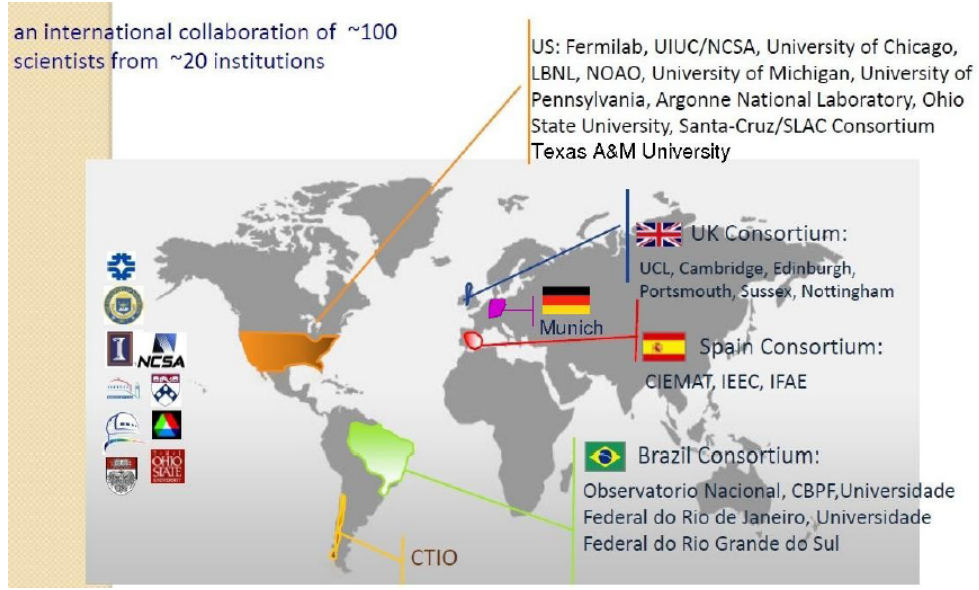 an international collaboration of ~100
scientists from ~20 institutions
US: Fermilab, UIUC/NCSA, University of Chicago,
LBNL, NOAO, University of Michigan, University of
Pennsylvania, Argonne National Laboratory, Ohio
State University, Santa-Cruz/SLAC Consortium
Texas A&M University
UK Consortium:
UCL, Cambridge, Edinburgh,
Portsmouth, Sussex, Nottingham
Munich
Spain Consortium:
CIEMAT, IEEC, IFAE
I
NCSA
OHIO
STATE
Brazil Consortium:
Observatorio Nacional, CBPF,Universidade
Federal do Rio de Janeiro, Universidade
Federal do Rio Grande do Sul
CTIO